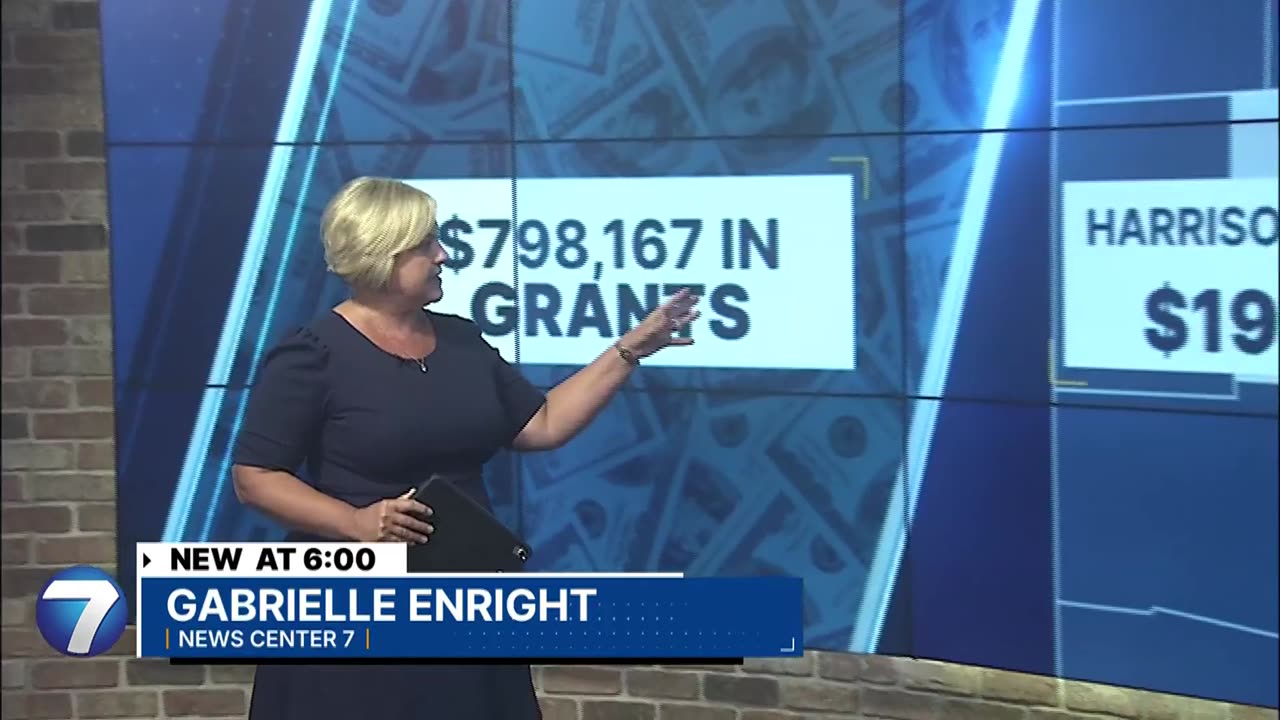 $798,167 IN
GRANTS
HARRISO
$19
NEW AT 6:00
GABRIELLE ENRIGHT
NEWS CENTER 7
7